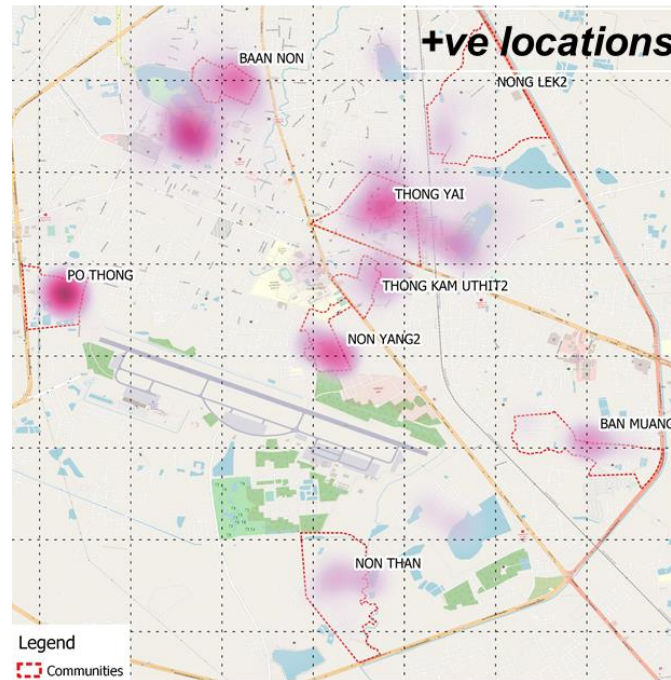 +ve locations
BAAN NON
NONG LEK2
THONG YAI
PO THONG
THONG KAM UTHIT2
NON YANG2
BAN MUANG
NON THAN
Legend
Communities